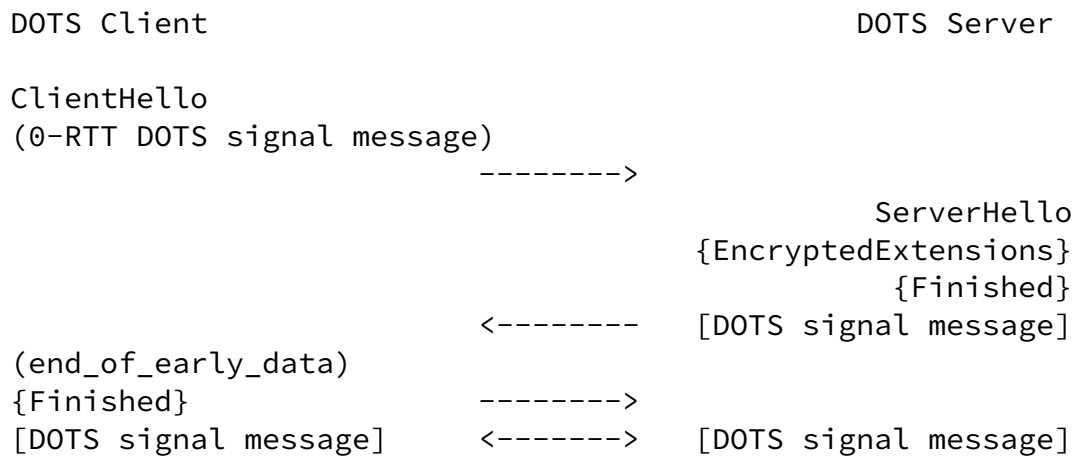 DOTS Client                                  DOTS Server
ClientHello
(0-RTT DOTS signal message)
-------->
ServerHello
{EncryptedExtensions}
{Finished}
<--------   [DOTS signal message]
(end_of_early_data)
{Finished}               -------->
[DOTS signal message]    <------->   [DOTS signal message]